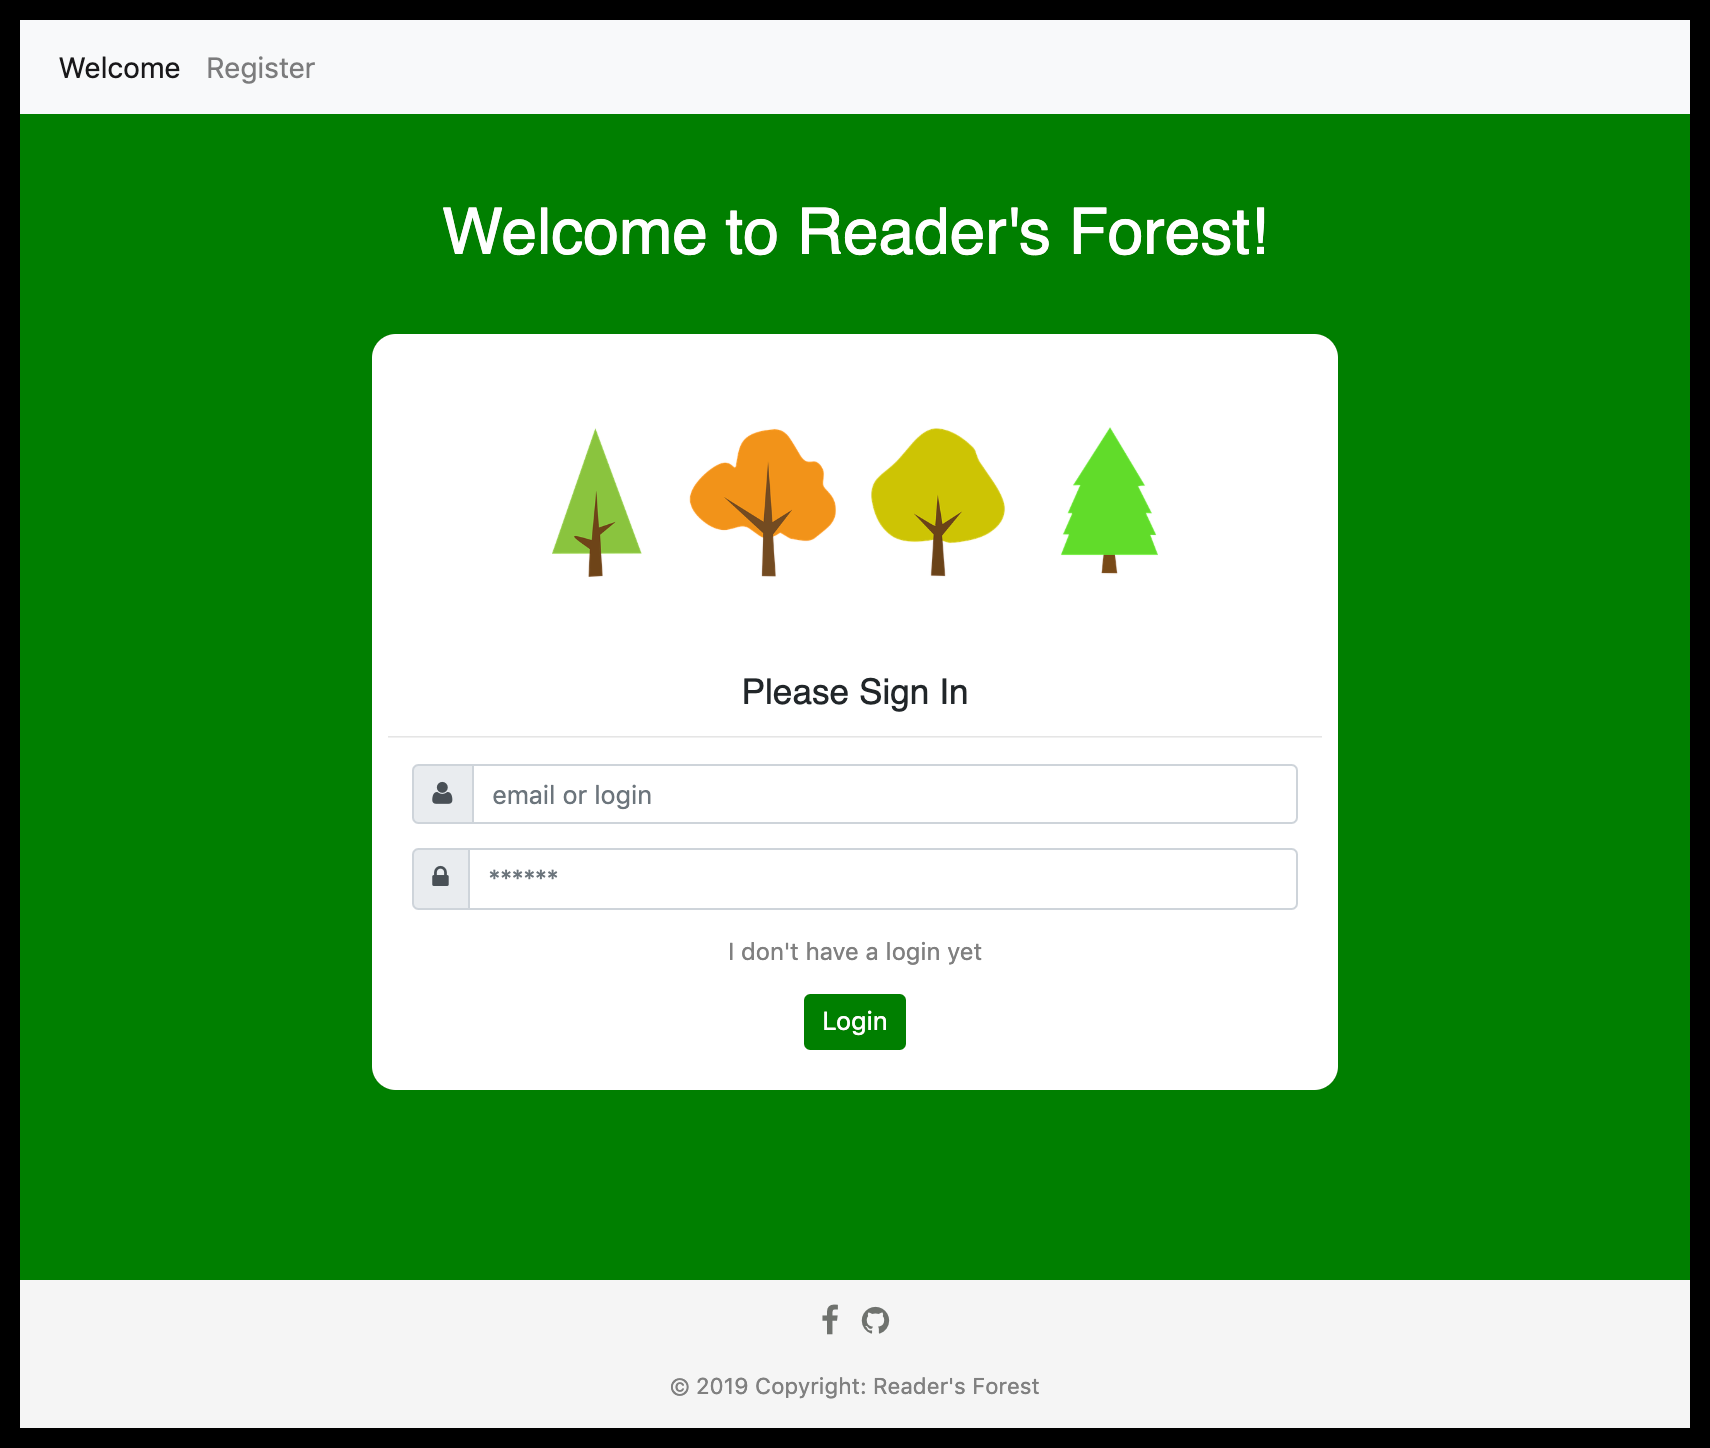 Welcome Register
Welcome to Reader's Forest!
Please Sign In
email or login
******
I don't have a login yet
Login
© 2019 Copyright: Reader's Forest